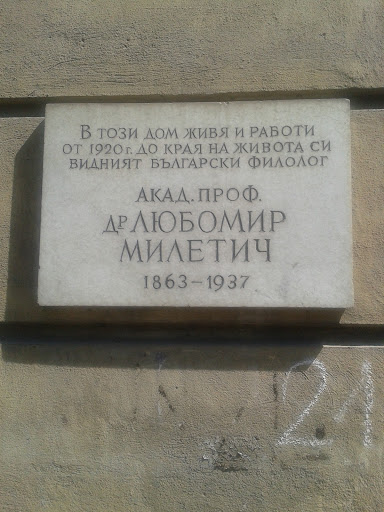 В ТОЗИ ДОМ ЖИВЯ И РАБОТИ
ОТ 1920 г. ДО КРАЯ НА ЖИВОТА СИ
ВИДНИЯТ БЪЛГАРСКИ ФИЛОЛОГ
АКАД. ПРОФ.
ДР ЛЮБОМИР
МИЛЕТИЧ
1863–1937
21